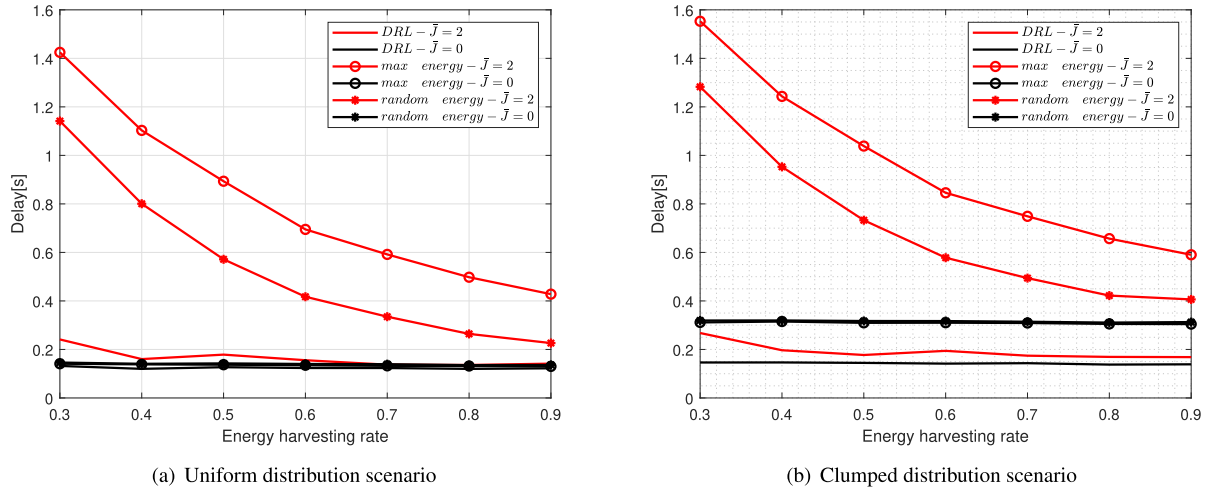 1.6
1.4
1.2
1
0.8
0.6
0.4
0.2
0
Delay[s]
DRL − J̄ = 2
DRL − J̄ = 0
max energy − J̄ = 2
max energy − J̄ = 0
random energy − J̄ = 2
random energy − J̄ = 0
0.3 0.4 0.5 0.6 0.7 0.8 0.9
Energy harvesting rate
(a) Uniform distribution scenario
1.6
1.4
1.2
1
0.8
0.6
0.4
0.2
0
Delay[s]
DRL − J̄ = 2
DRL − J̄ = 0
max energy − J̄ = 2
max energy − J̄ = 0
random energy − J̄ = 2
random energy − J̄ = 0
0.3 0.4 0.5 0.6 0.7 0.8 0.9
Energy harvesting rate
(b) Clumped distribution scenario